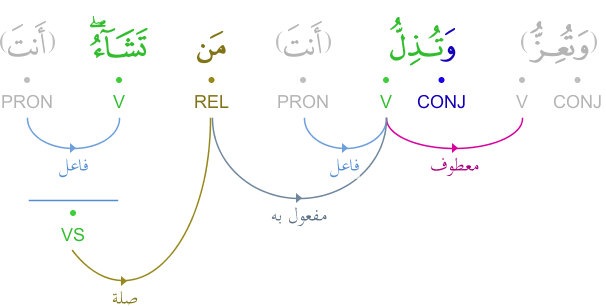 (وَتُعِزُّ) وَتُذِلُّ (أَنتَ) مَن تَشَآءُۖ (أَنتَ)
PRON V REL PRON V CONJ V CONJ
فاعل فاعل معطوف
مفعول به
VS
صلة